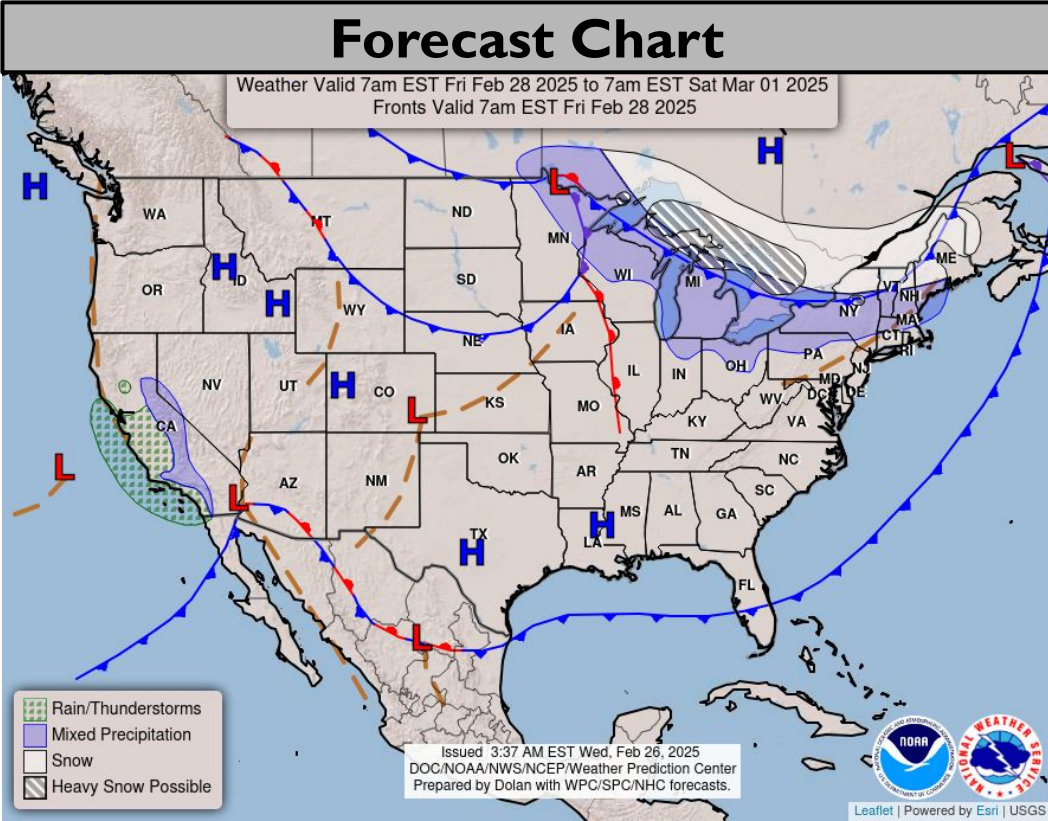 Forecast Chart
Weather Valid 7am EST Fri Feb 28 2025 to 7am EST Sat Mar 01 2025
Fronts Valid 7am EST Fri Feb 28 2025
H
L
H
L
WA
MT
ND
MN
ME
H
ID
OR
H
WY
SD
WI
MI
VT
NH
NY
MA
CT
RI
NE
IA
PA
NJ
NV
UT
H
CO
IL
IN
OH
MD
DE
DC
WV
L
KS
MO
KY
VA
CA
TN
NC
L
L
AZ
NM
OK
AR
SC
MS
AL
GA
H
LA
TX
H
FL
L
Rain/Thunderstorms
Mixed Precipitation
Snow
Heavy Snow Possible
Issued 3:37 AM EST Wed, Feb 26, 2025
DOC/NOAA/NWS/NCEP/Weather Prediction Center
Prepared by Dolan with WPC/SPC/NHC forecasts.
NOAA
NATIONAL WEATHER SERVICE
Leaflet | Powered by Esri | USGS